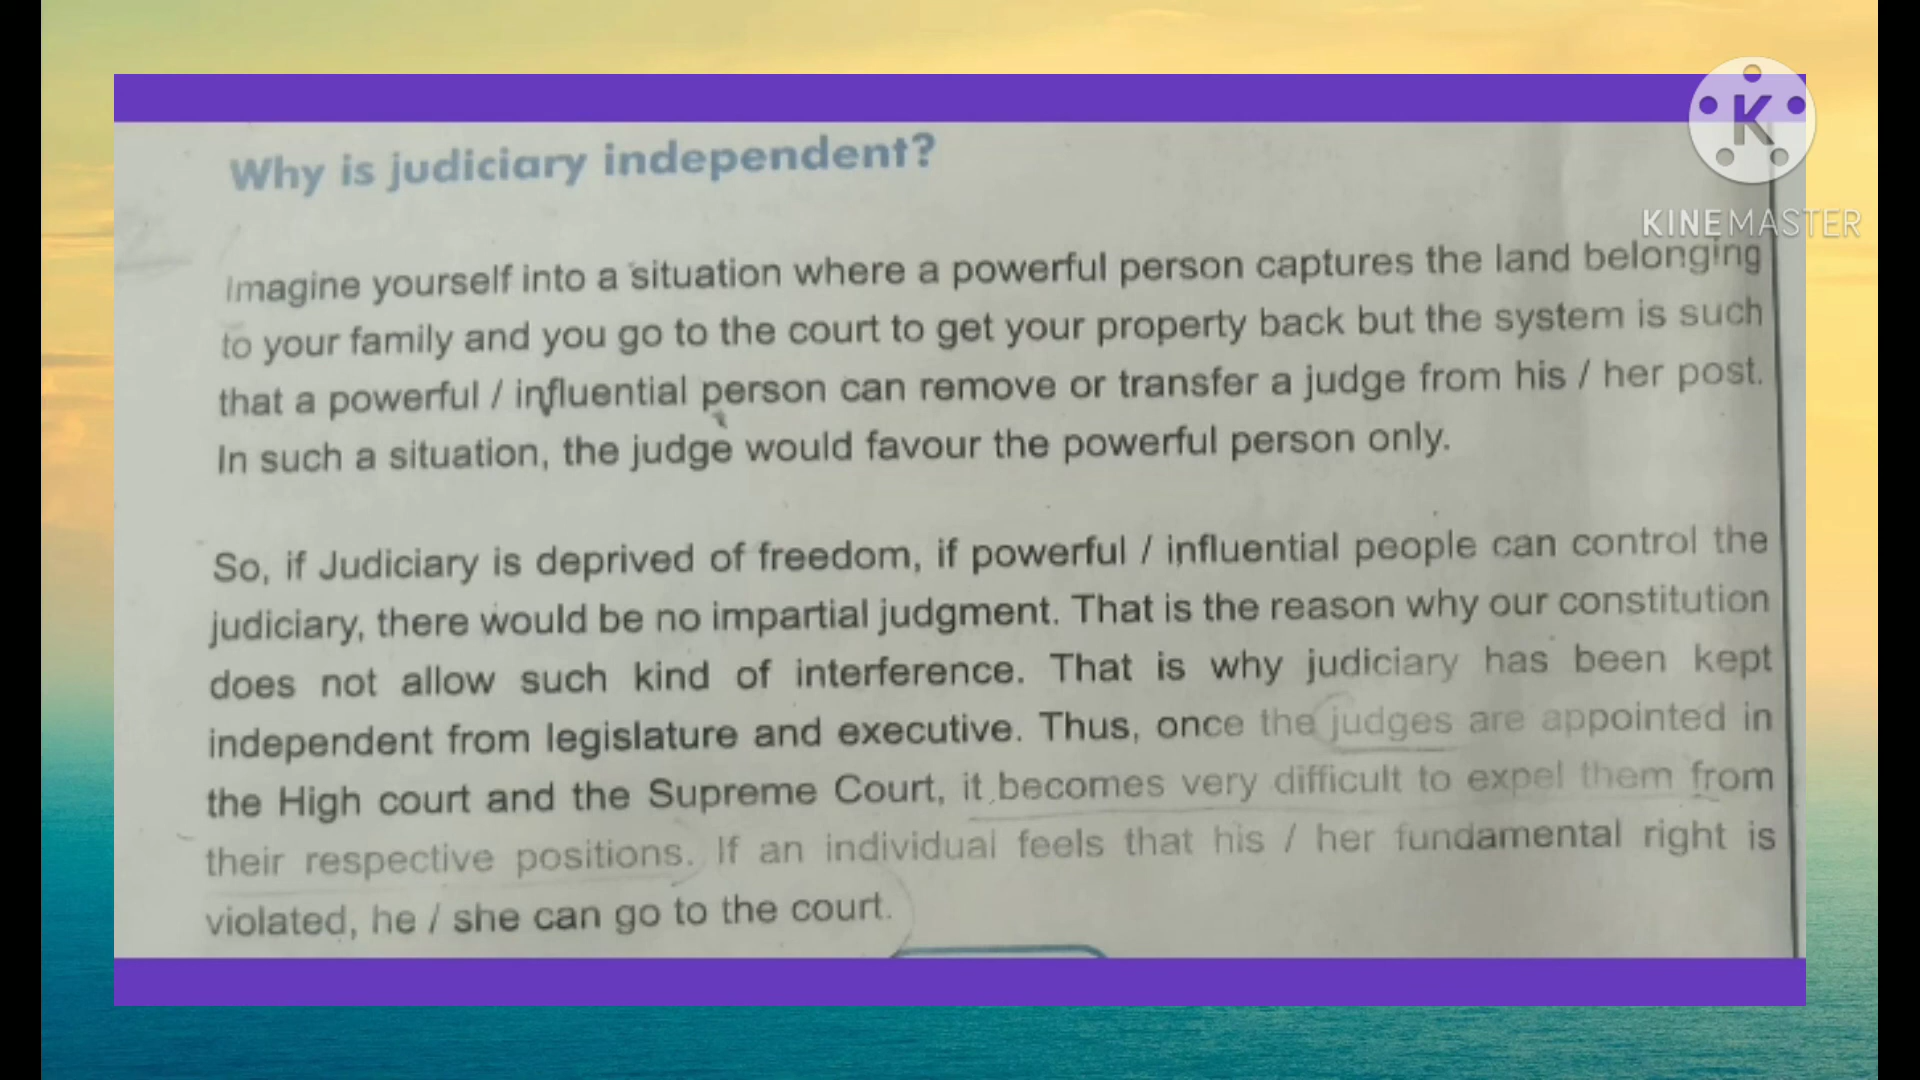 Why is judiciary independent?
K
KINEMASTER
Imagine yourself into a situation where a powerful person captures the land belonging
to your family and you go to the court to get your property back but the system is such
that a powerful / influential person can remove or transfer a judge from his / her post.
In such a situation, the judge would favour the powerful person only.
So, if Judiciary is deprived of freedom, if powerful / influential people can control the
judiciary, there would be no impartial judgment. That is the reason why our constitution
does not allow such kind of interference. That is why judiciary has been kept
independent from legislature and executive. Thus, once the judges are appointed in
the High court and the Supreme Court, it becomes very difficult to expel them from
their respective positions. If an individual feels that his / her fundamental right is
violated, he / she can go to the court.